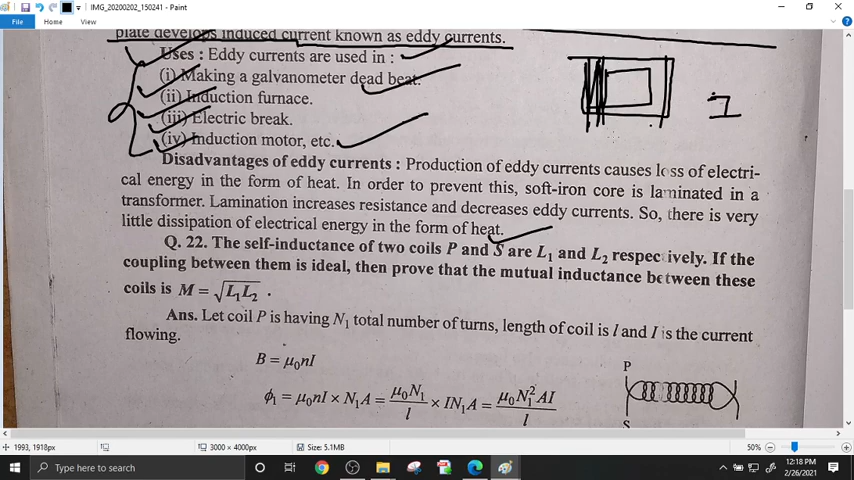 IMG_20200202_150241 - Paint
File Home View
plate develops induced current known as eddy currents.
Uses : Eddy currents are used in :
(i) Making a galvanometer dead beat.
(ii) Induction furnace.
(iii) Electric break.
(iv) Induction motor, etc.
Disadvantages of eddy currents : Production of eddy currents causes loss of electri-
cal energy in the form of heat. In order to prevent this, soft-iron core is laminated in a
transformer. Lamination increases resistance and decreases eddy currents. So, there is very
little dissipation of electrical energy in the form of heat.
Q. 22. The self-inductance of two coils P and S are L₁ and L₂ respectively. If the
coupling between them is ideal, then prove that the mutual inductance between these
coils is M = √L₁L₂ .
Ans. Let coil P is having N₁ total number of turns, length of coil is l and I is the current
flowing.
B = μ₀nI
P
ϕ₁ = μ₀nI × N₁A = μ₀N₁/l × IN₁A = μ₀N₁²AI/l
S
1993, 1918px 3000 × 4000px Size: 5.1MB 50%
Type here to search
12:18 PM
2/26/2021